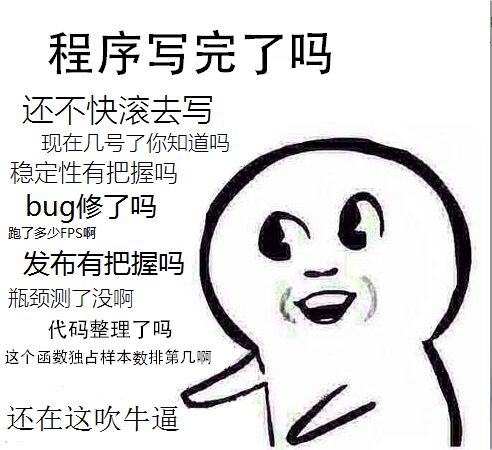 程序写完了吗
还不快滚去写
现在几号了你知道吗
稳定性有把握吗
bug修了吗
跑了多少FPS啊
发布有把握吗
瓶颈测了没啊
代码整理了吗
这个函数独占样本数排第几啊
还在这吹牛逼